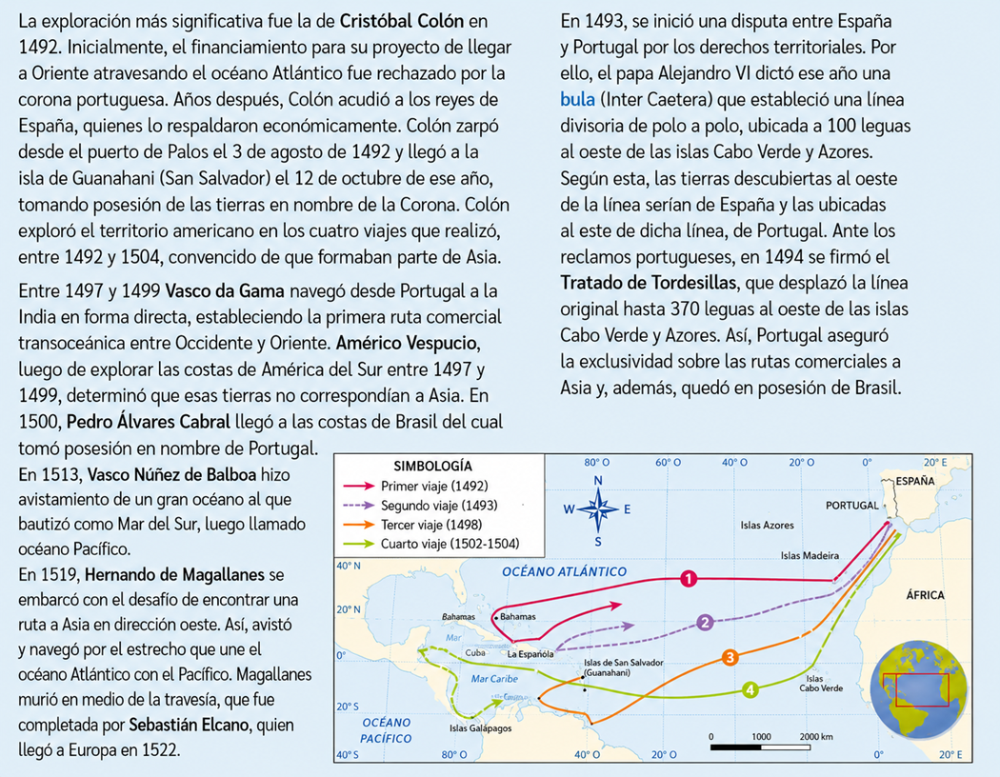 La exploración más significativa fue la de Cristóbal Colón en
1492. Inicialmente, el financiamiento para su proyecto de llegar
a Oriente atravesando el océano Atlántico fue rechazado por la
corona portuguesa. Años después, Colón acudió a los reyes de
España, quienes lo respaldaron económicamente. Colón zarpó
desde el puerto de Palos el 3 de agosto de 1492 y llegó a la
isla de Guanahani (San Salvador) el 12 de octubre de ese año,
tomando posesión de las tierras en nombre de la Corona. Colón
exploró el territorio americano en los cuatro viajes que realizó,
entre 1492 y 1504, convencido de que formaban parte de Asia.
Entre 1497 y 1499 Vasco da Gama navegó desde Portugal a la
India en forma directa, estableciendo la primera ruta comercial
transoceánica entre Occidente y Oriente. Américo Vespucio,
luego de explorar las costas de América del Sur entre 1497 y
1499, determinó que esas tierras no correspondían a Asia. En
1500, Pedro Álvares Cabral llegó a las costas de Brasil del cual
tomó posesión en nombre de Portugal.
En 1513, Vasco Núñez de Balboa hizo
avistamiento de un gran océano al que
bautizó como Mar del Sur, luego llamado
océano Pacífico.
En 1519, Hernando de Magallanes se
embarcó con el desafío de encontrar una
ruta a Asia en dirección oeste. Así, avistó
y navegó por el estrecho que une el
océano Atlántico con el Pacífico. Magallanes
murió en medio de la travesía, que fue
completada por Sebastián Elcano, quien
llegó a Europa en 1522.
En 1493, se inició una disputa entre España
y Portugal por los derechos territoriales. Por
ello, el papa Alejandro VI dictó ese año una
bula (Inter Caetera) que estableció una línea
divisoria de polo a polo, ubicada a 100 leguas
al oeste de las islas Cabo Verde y Azores.
Según esta, las tierras descubiertas al oeste
de la línea serían de España y las ubicadas
al este de dicha línea, de Portugal. Ante los
reclamos portugueses, en 1494 se firmó el
Tratado de Tordesillas, que desplazó la línea
original hasta 370 leguas al oeste de las islas
Cabo Verde y Azores. Así, Portugal aseguró
la exclusividad sobre las rutas comerciales a
Asia y, además, quedó en posesión de Brasil.
SIMBOLOGÍA
Primer viaje (1492)
Segundo viaje (1493)
Tercer viaje (1498)
Cuarto viaje (1502-1504)
80° O 60° O 40° O 20° O 0° 20° E
N
W E
S
ESPAÑA
PORTUGAL
Islas Azores
Islas Madeira
40° N
OCÉANO ATLÁNTICO
1
ÁFRICA
20° N
Bahamas
Bahamas
2
Mar
Cuba
La Española
0°
3
Islas de San Salvador
(Guanahani)
Mar Caribe
Islas
Cabo Verde
4
20° S
OCÉANO
PACÍFICO
Islas Galápagos
0 1000 2000 km
40° S 80° O 40° O 20° O 0° 20° E